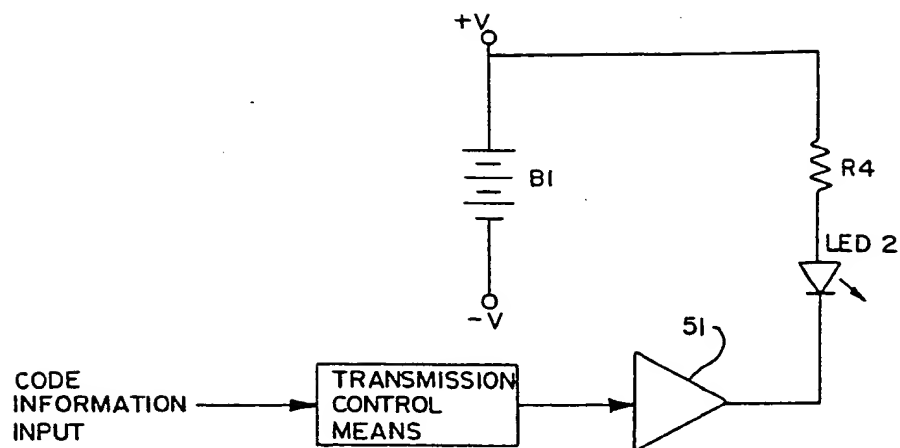 +V
B1
-V
R4
LED 2
51
CODE
INFORMATION
INPUT
TRANSMISSION
CONTROL
MEANS